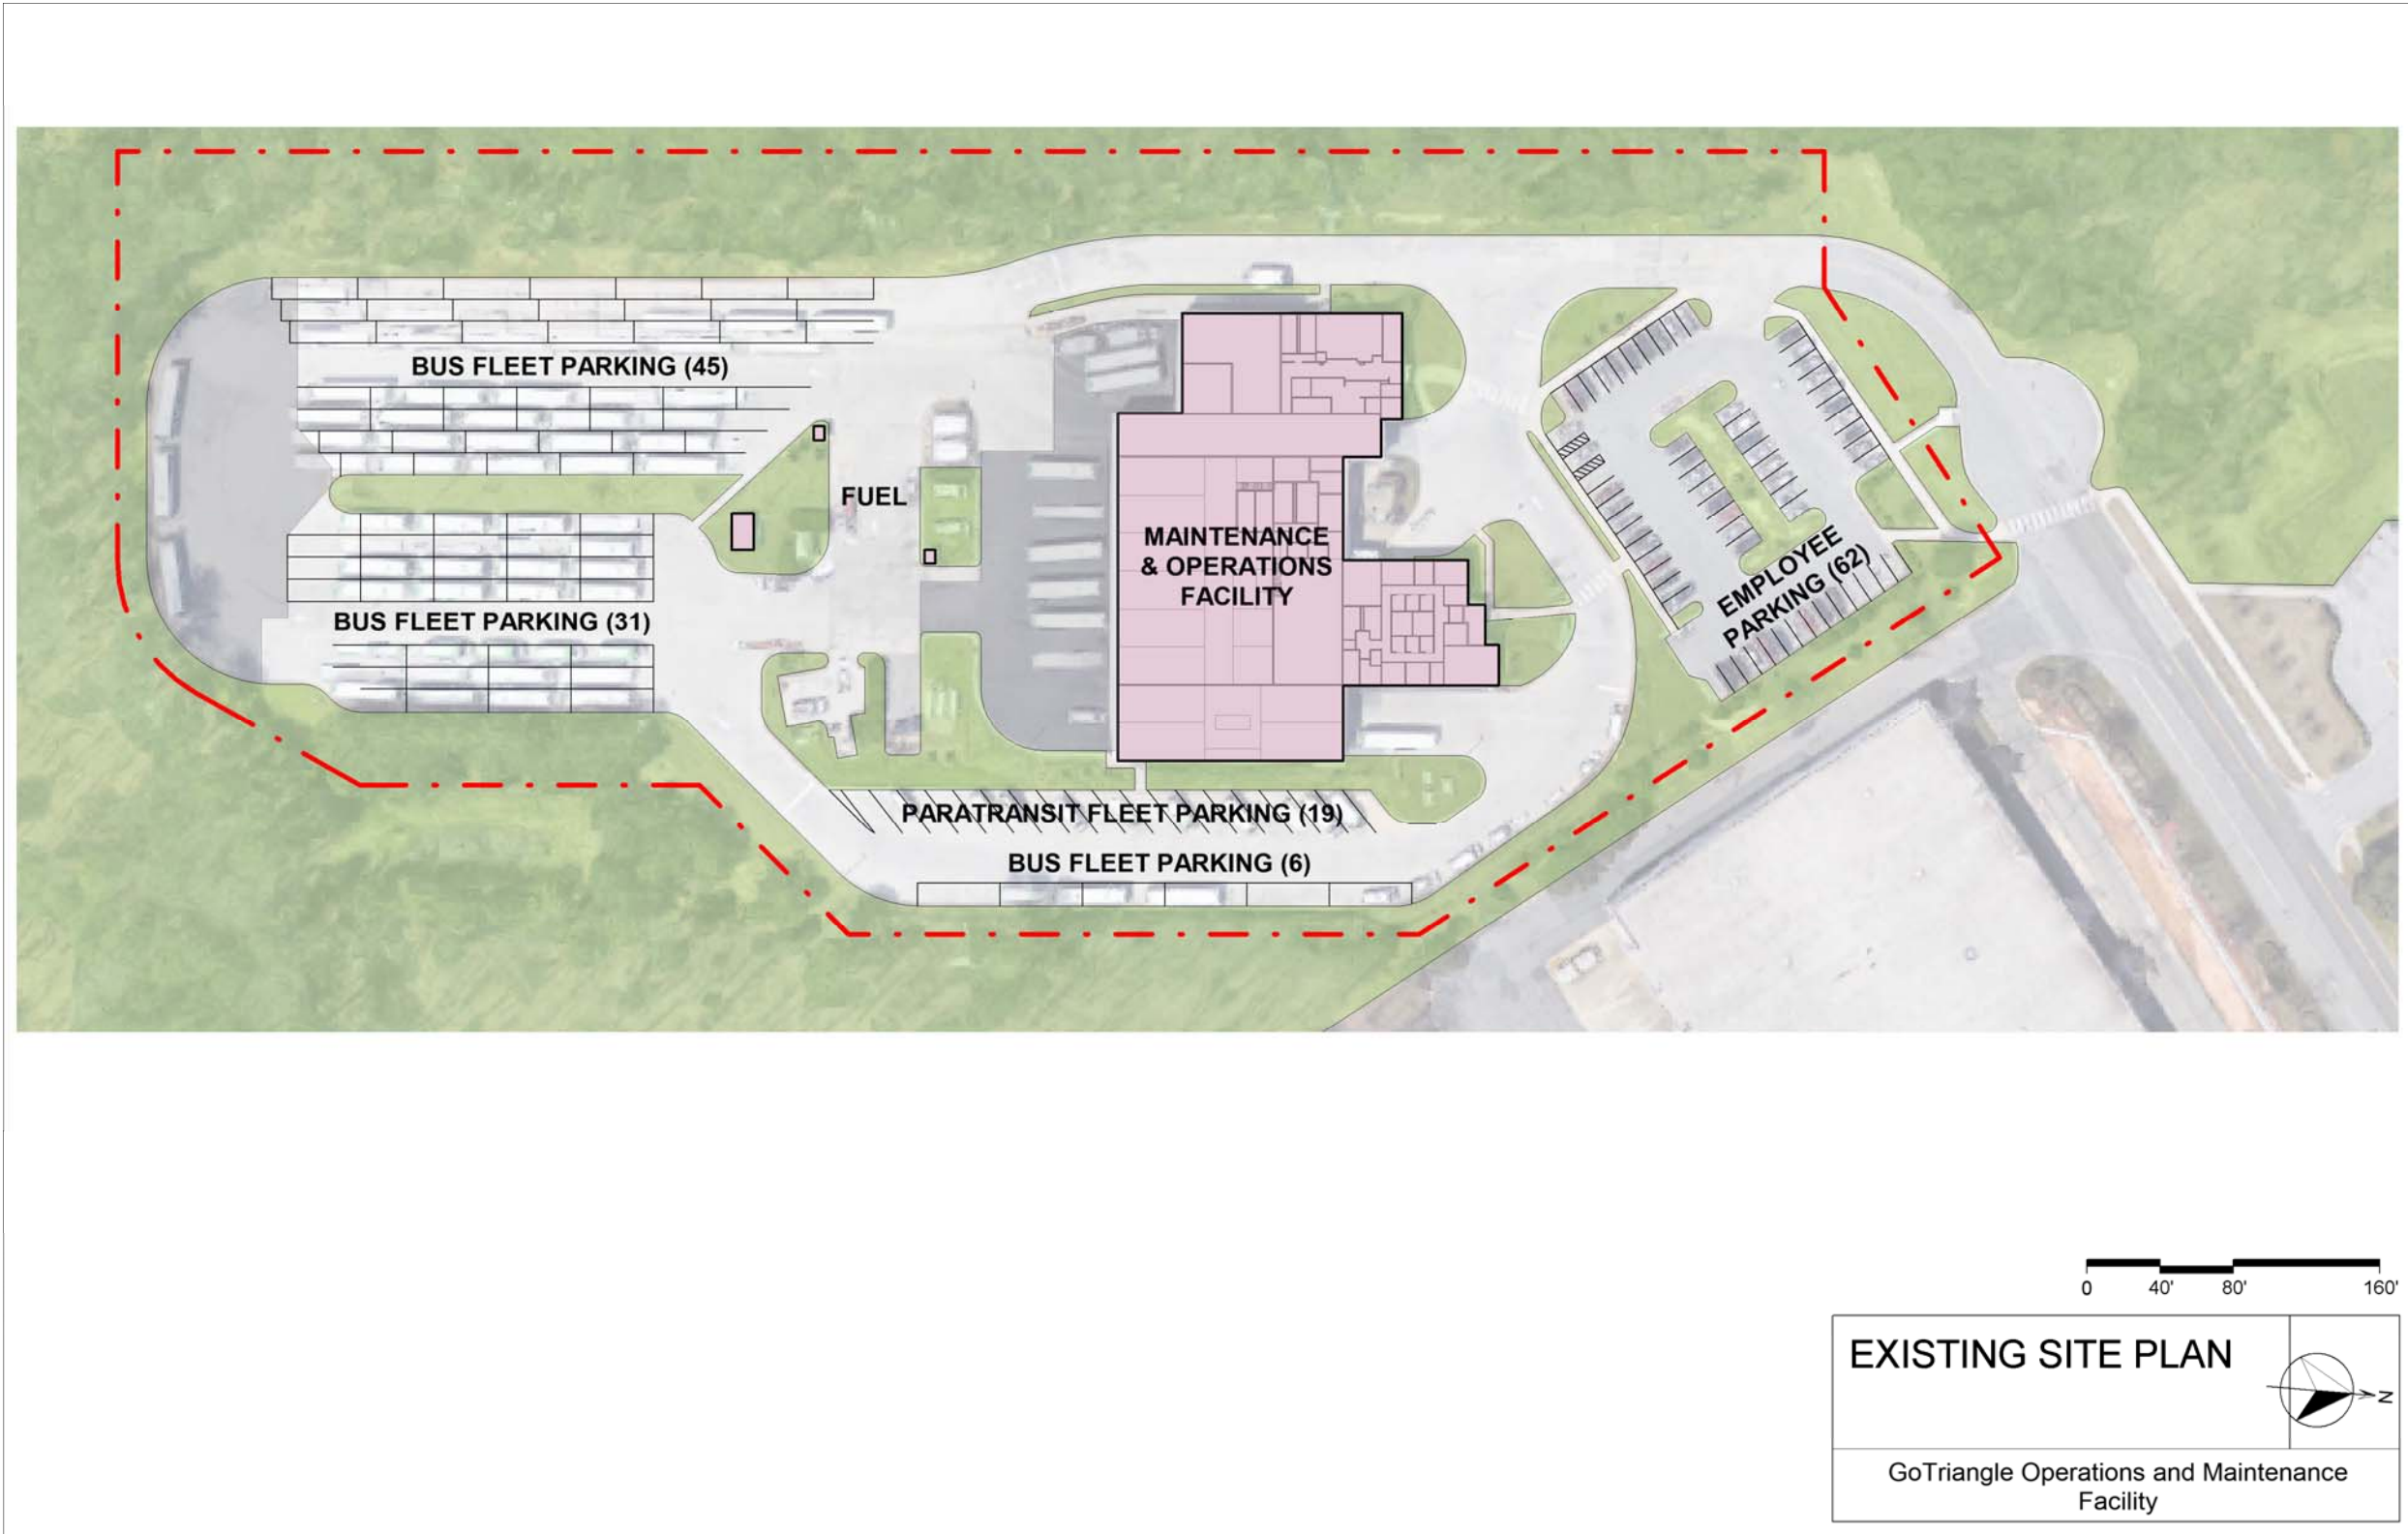 BUS FLEET PARKING (45)
FUEL
MAINTENANCE
& OPERATIONS
FACILITY
EMPLOYEE
PARKING (62)
BUS FLEET PARKING (31)
PARATRANSIT FLEET PARKING (19)
BUS FLEET PARKING (6)
0 40' 80' 160'
EXISTING SITE PLAN
N
GoTriangle Operations and Maintenance
Facility